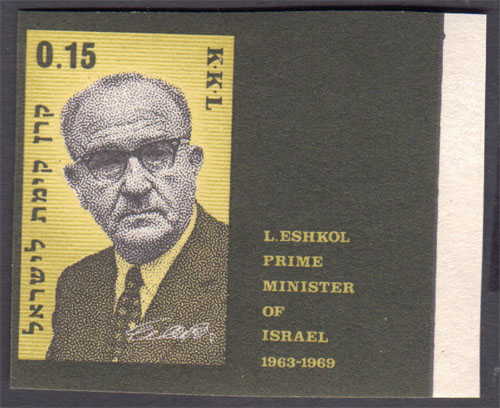 0.15
K·K·L
קרן קימת לישראל
L.ESHKOL
PRIME
MINISTER
OF
ISRAEL
1963-1969